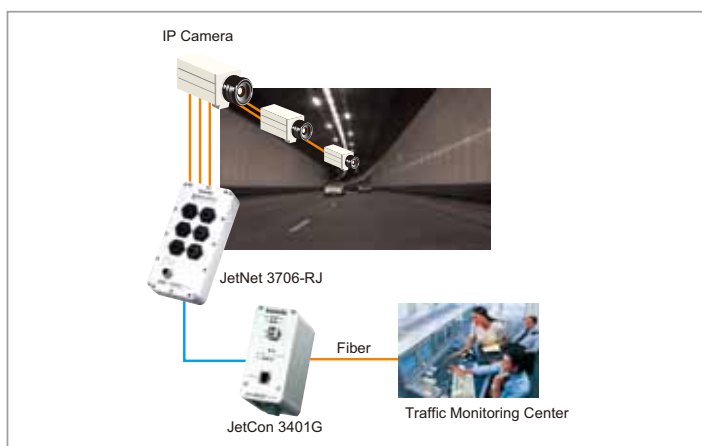 IP Camera
JetNet 3706-RJ
Fiber
JetCon 3401G
Traffic Monitoring Center